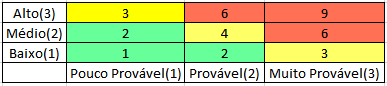 Alto(3) 3 6 9
Médio(2) 2 4 6
Baixo(1) 1 2 3
Pouco Provável(1) Provável(2) Muito Provável(3)